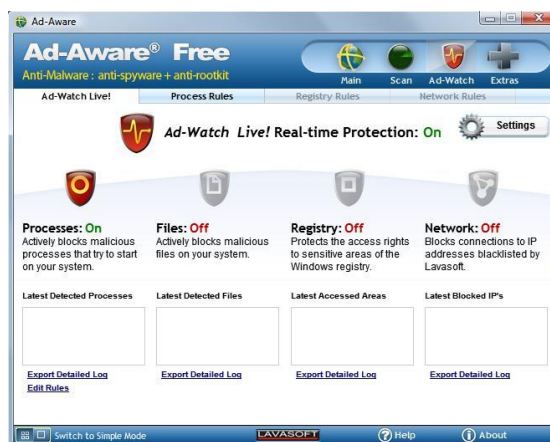 Ad-Aware
Ad-Aware® Free
Anti-Malware : anti-spyware + anti-rootkit
Main Scan Ad-Watch Extras
Ad-Watch Live! Process Rules Registry Rules Network Rules
Ad-Watch Live! Real-time Protection: On Settings
Processes: On
Actively blocks malicious
processes that try to start
on your system.
Files: Off
Actively blocks malicious
files on your system.
Registry: Off
Protects the access rights
to sensitive areas of the
Windows registry.
Network: Off
Blocks connections to IP
addresses blacklisted by
Lavasoft.
Latest Detected Processes
Latest Detected Files
Latest Accessed Areas
Latest Blocked IP's
Export Detailed Log
Export Detailed Log
Export Detailed Log
Export Detailed Log
Edit Rules
Switch to Simple Mode LAVASOFT Help About